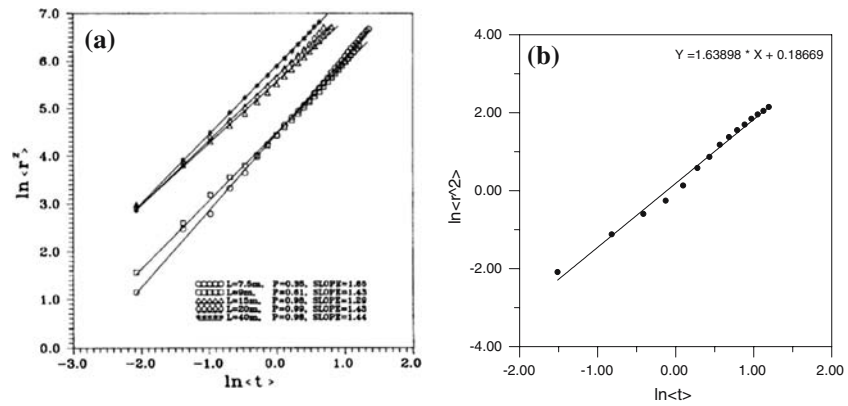 (a)
7.0
6.0
5.0
4.0
3.0
2.0
1.0
0.0
ln<r²>
L=7.5m, P=0.95, SLOPE=1.65
L=9m, P=0.81, SLOPE=1.43
L=15m, P=0.98, SLOPE=1.29
L=20m, P=0.99, SLOPE=1.43
L=40m, P=0.98, SLOPE=1.44
-3.0 -2.0 -1.0 0.0 1.0 2.0
ln<t>
(b)
Y =1.63898 * X + 0.18669
2.00
0.00
-2.00
-4.00
ln<r^2>
-2.00 -1.00 0.00 1.00 2.00
ln<t>